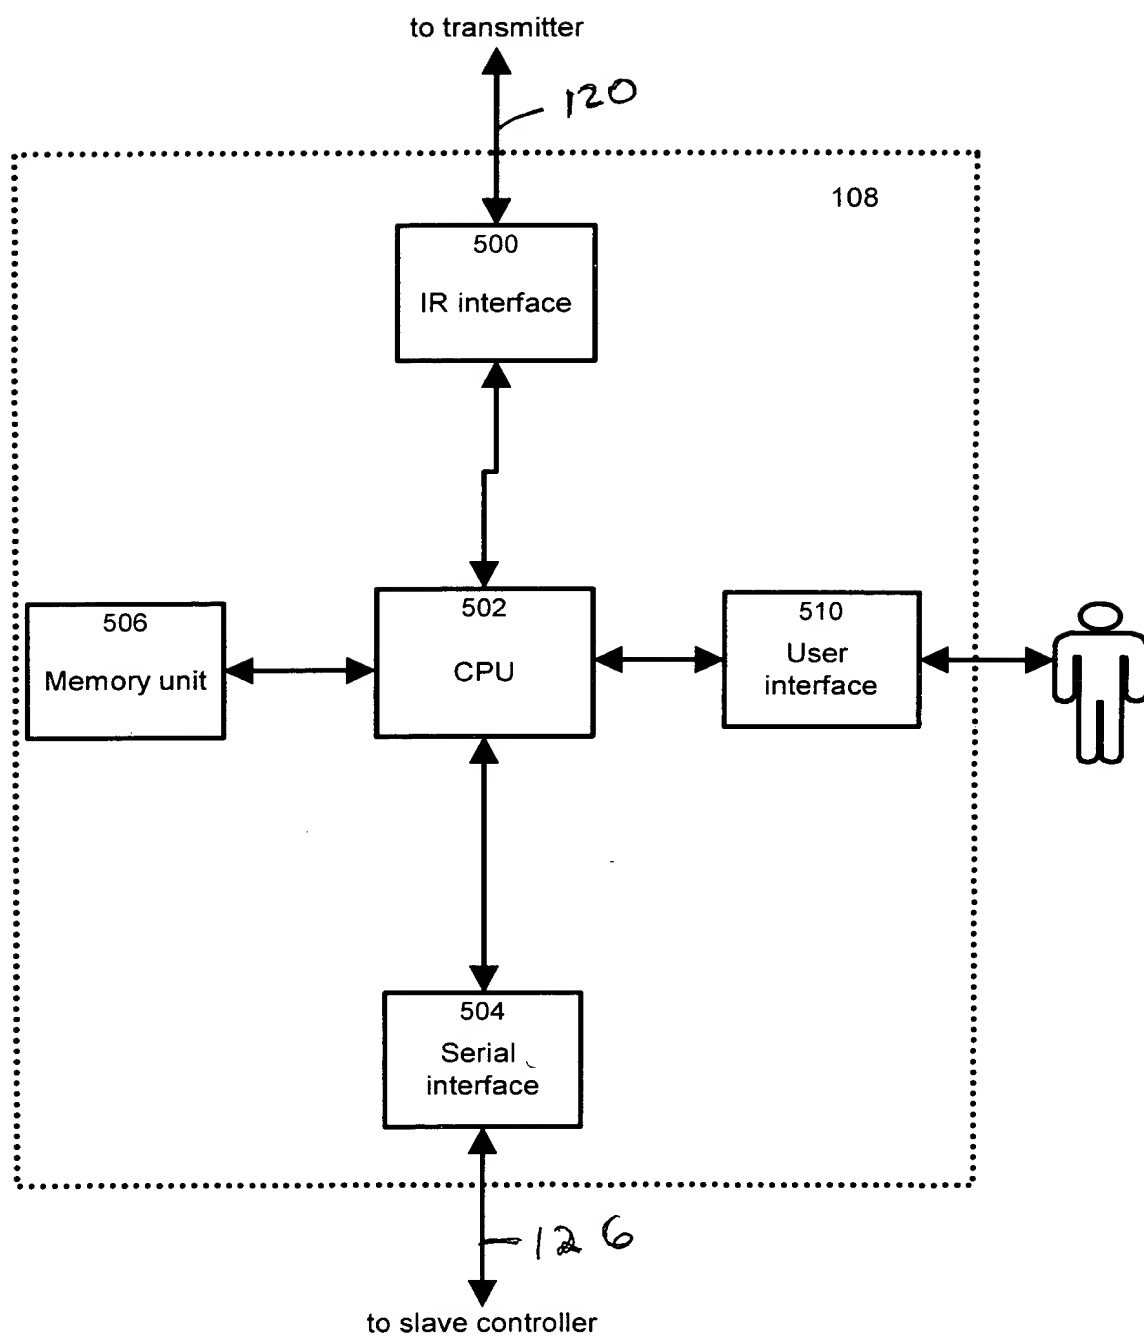 to transmitter
120
108
500
IR interface
506
Memory unit
502
CPU
510
User
interface
504
Serial
interface
126
to slave controller